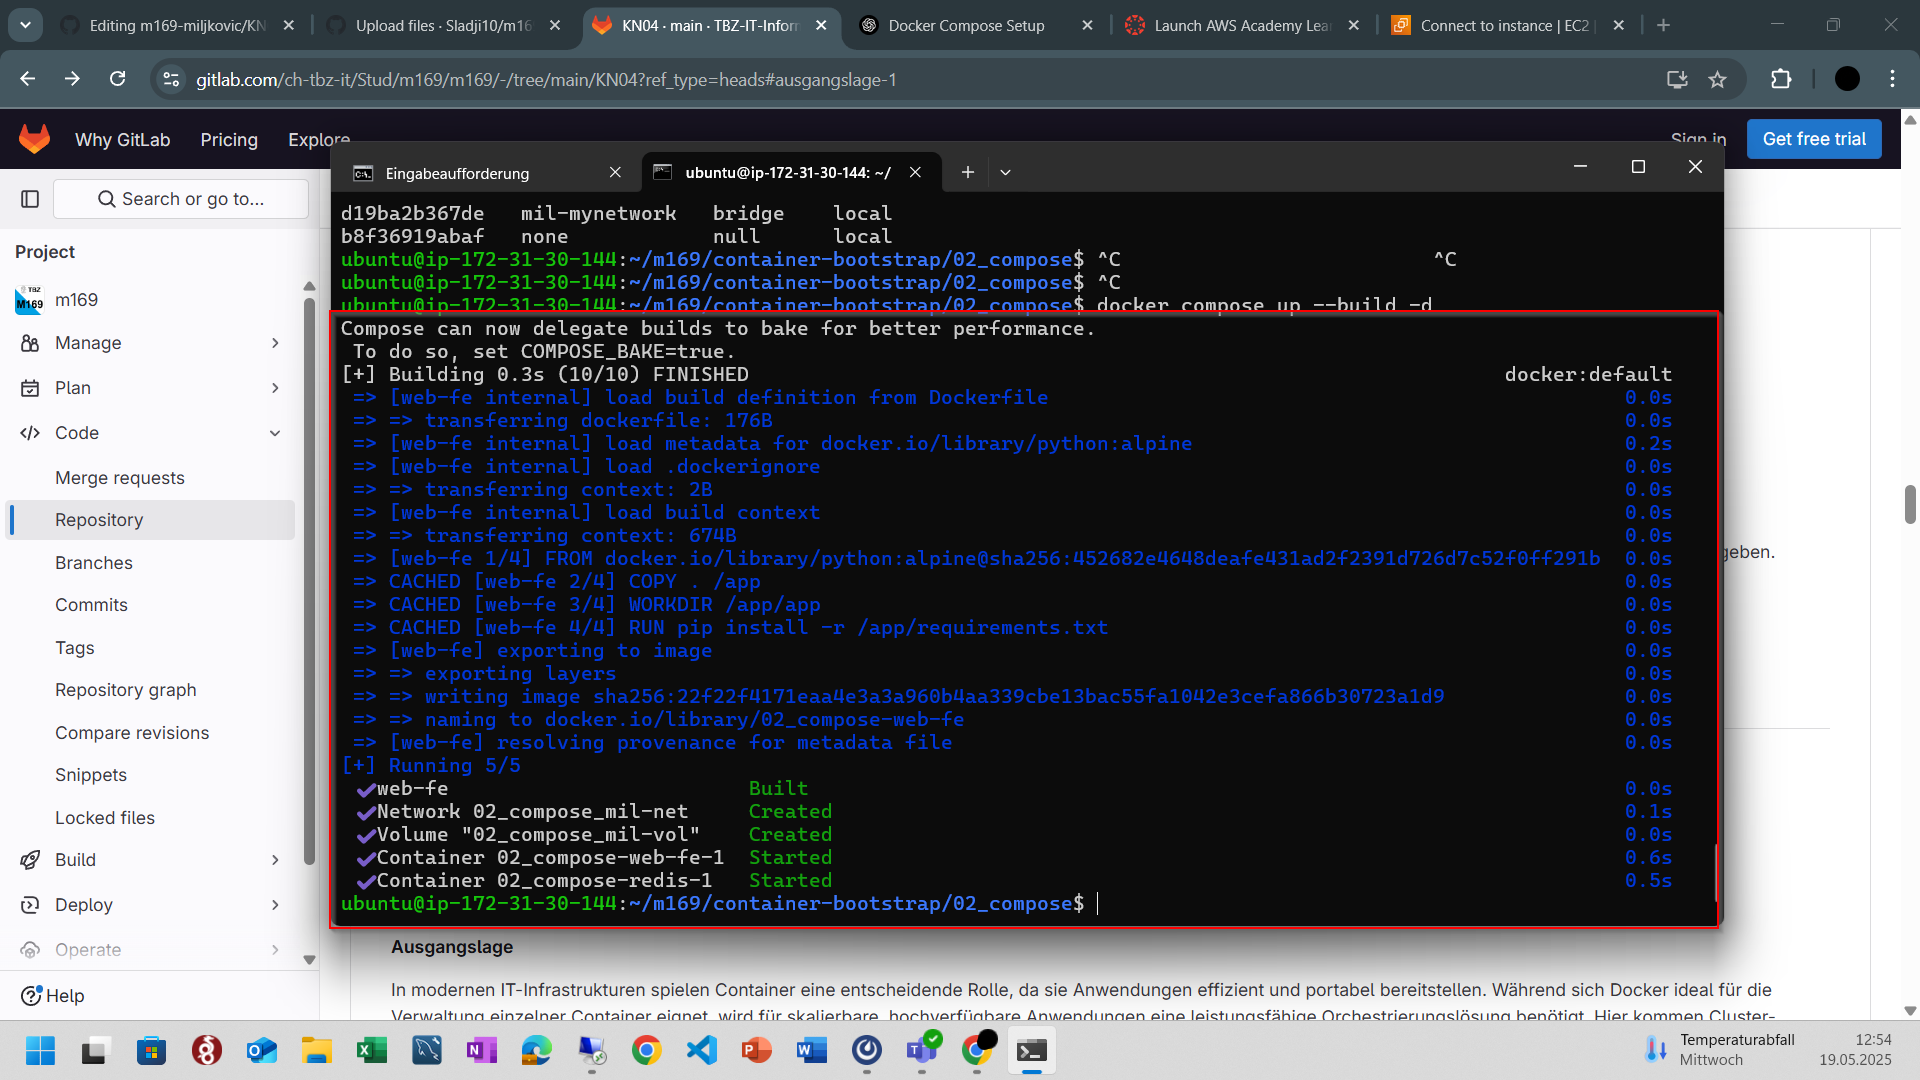 Editing m169-miljkovic/KN
Upload files · Sladji10/m16
KN04 · main · TBZ-IT-Inforn
Docker Compose Setup
Launch AWS Academy Lea
Connect to instance | EC2 |
gitlab.com/ch-tbz-it/Stud/m169/m169/-/tree/main/KN04?ref_type=heads#ausgangslage-1
Why GitLab
Pricing
Explore
Sign in
Get free trial
Search or go to...
Project
M169
m169
Manage
Plan
Code
Merge requests
Repository
Branches
Commits
Tags
Repository graph
Compare revisions
Snippets
Locked files
Build
Deploy
Operate
Help
Eingabeaufforderung
ubuntu@ip-172-31-30-144: ~/
d19ba2b367de   mil-mynetwork   bridge    local
b8f36919abaf   none            null      local
ubuntu@ip-172-31-30-144:~/m169/container-bootstrap/02_compose$ ^C                          ^C
ubuntu@ip-172-31-30-144:~/m169/container-bootstrap/02_compose$ ^C
ubuntu@ip-172-31-30-144:~/m169/container-bootstrap/02_compose$ docker compose up --build -d
Compose can now delegate builds to bake for better performance.
 To do so, set COMPOSE_BAKE=true.
[+] Building 0.3s (10/10) FINISHED                                                               docker:default
 => [web-fe internal] load build definition from Dockerfile                                                0.0s
 => => transferring dockerfile: 176B                                                                       0.0s
 => [web-fe internal] load metadata for docker.io/library/python:alpine                                    0.2s
 => [web-fe internal] load .dockerignore                                                                   0.0s
 => => transferring context: 2B                                                                            0.0s
 => [web-fe internal] load build context                                                                   0.0s
 => => transferring context: 674B                                                                          0.0s
 => [web-fe 1/4] FROM docker.io/library/python:alpine@sha256:452682e4648deafe431ad2f2391d726d7c52f0ff291b  0.0s
 => CACHED [web-fe 2/4] COPY . /app                                                                        0.0s
 => CACHED [web-fe 3/4] WORKDIR /app/app                                                                   0.0s
 => CACHED [web-fe 4/4] RUN pip install -r /app/requirements.txt                                           0.0s
 => [web-fe] exporting to image                                                                            0.0s
 => => exporting layers                                                                                    0.0s
 => => writing image sha256:22f22f4171eaa4e3a3a960b4aa339cbe13bac55fa1042e3cefa866b30723a1d9               0.0s
 => => naming to docker.io/library/02_compose-web-fe                                                       0.0s
 => [web-fe] resolving provenance for metadata file                                                        0.0s
[+] Running 5/5
 ✔web-fe                         Built                                                                     0.0s
 ✔Network 02_compose_mil-net     Created                                                                   0.1s
 ✔Volume "02_compose_mil-vol"    Created                                                                   0.0s
 ✔Container 02_compose-web-fe-1  Started                                                                   0.6s
 ✔Container 02_compose-redis-1   Started                                                                   0.5s
ubuntu@ip-172-31-30-144:~/m169/container-bootstrap/02_compose$
geben.
Ausgangslage
In modernen IT-Infrastrukturen spielen Container eine entscheidende Rolle, da sie Anwendungen effizient und portabel bereitstellen. Während sich Docker ideal für die
Verwaltung einzelner Container eignet, wird für skalierbare, hochverfügbare Anwendungen eine leistungsfähige Orchestrierungslösung benötigt. Hier kommen Cluster-
Temperaturabfall
Mittwoch
12:54
19.05.2025